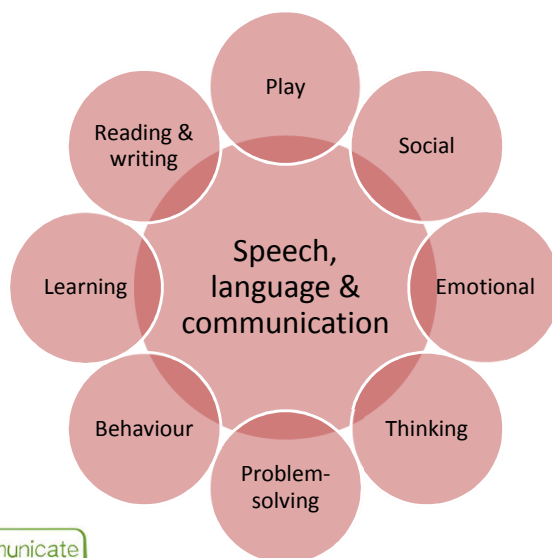 Play
Social
Emotional
Thinking
Problem-
solving
Behaviour
Learning
Reading &
writing
Speech,
language &
communication